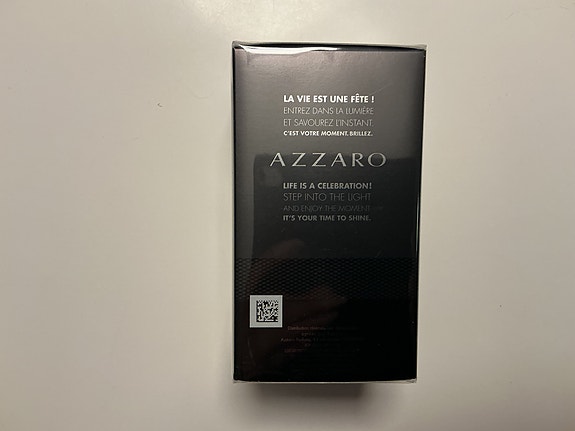 LA VIE EST UNE FÊTE !
ENTREZ DANS LA LUMIÈRE
ET SAVOUREZ L'INSTANT.
C'EST VOTRE MOMENT. BRILLEZ.
AZZARO
LIFE IS A CELEBRATION!
STEP INTO THE LIGHT
AND ENJOY THE MOMENT
IT'S YOUR TIME TO SHINE.